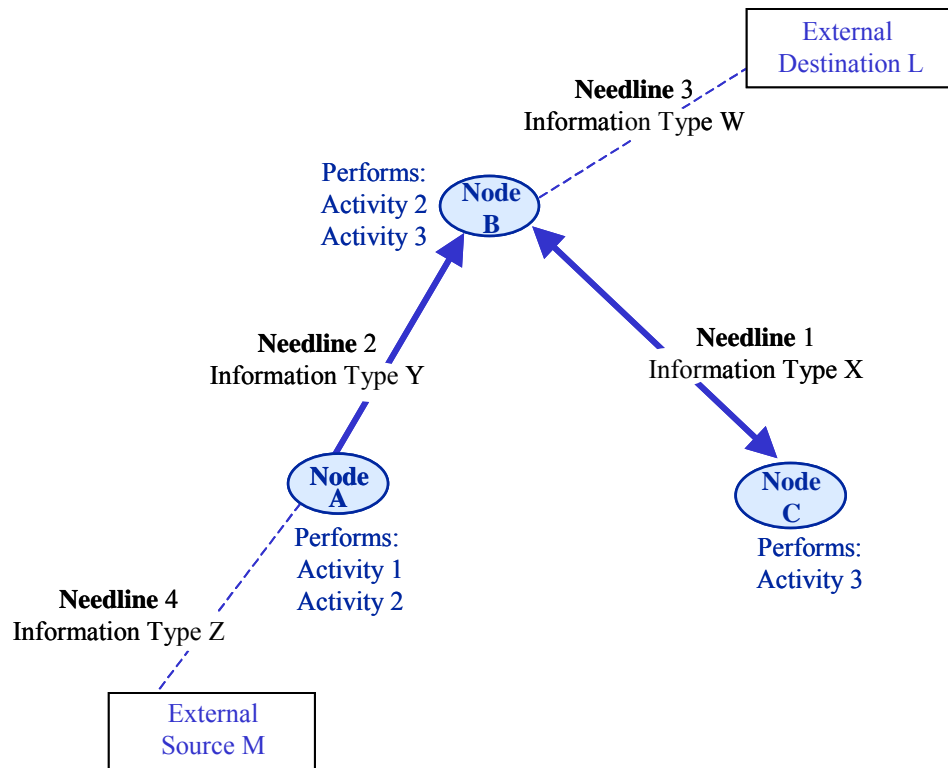 External
Destination L
Needline 3
Information Type W
Performs:
Activity 2
Activity 3
Node
B
Needline 2
Information Type Y
Needline 1
Information Type X
Node
A
Performs:
Activity 1
Activity 2
Node
C
Performs:
Activity 3
Needline 4
Information Type Z
External
Source M